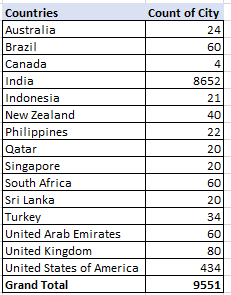 Countries Count of City
Australia 24
Brazil 60
Canada 4
India 8652
Indonesia 21
New Zealand 40
Philippines 22
Qatar 20
Singapore 20
South Africa 60
Sri Lanka 20
Turkey 34
United Arab Emirates 60
United Kingdom 80
United States of America 434
Grand Total 9551